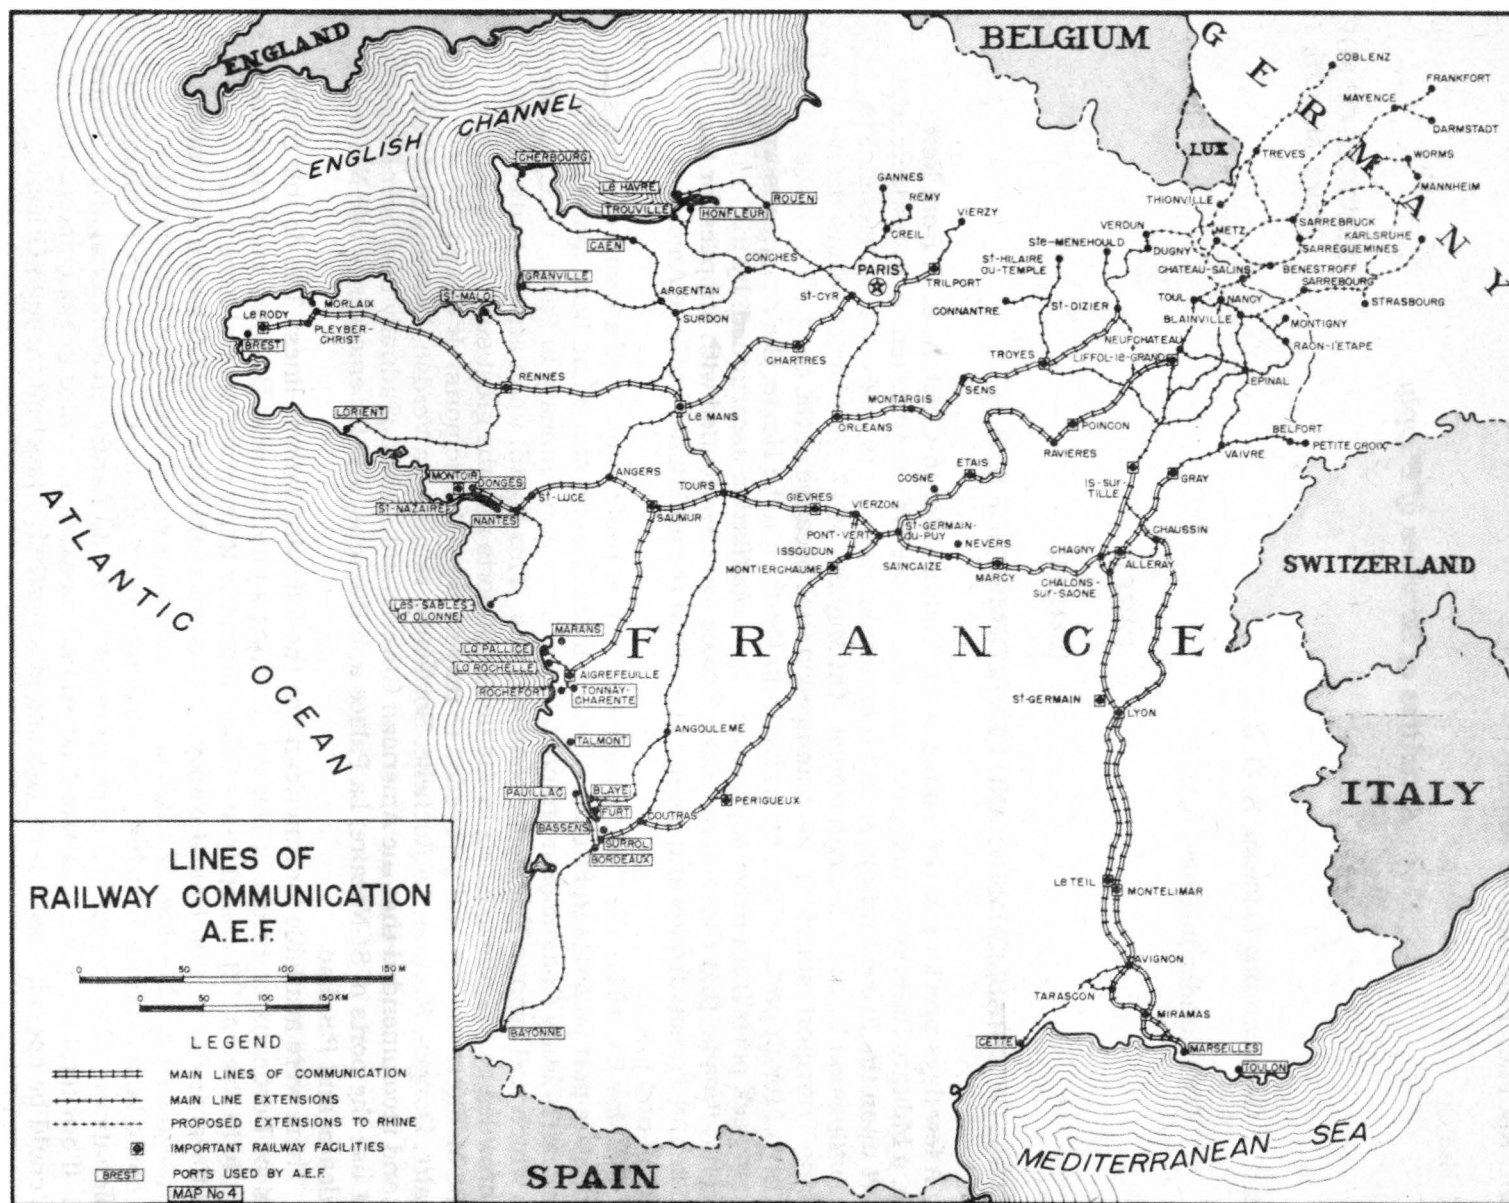 ENGLAND
BELGIUM
GERMANY
LUX
ENGLISH CHANNEL
COBLENZ
FRANKFORT
MAYENCE
DARMSTADT
TREVES
WORMS
MANNHEIM
THIONVILLE
CHERBOURG
Le HAVRE
TROUVILLE
HONFLEUR
ROUEN
GANNES
REMY
VIERZY
CREIL
CAEN
CONCHES
PARIS
TRILPORT
St-HILAIRE
OU-TEMPLE
Ste-MENEHOULD
VERDUN
DUGNY
METZ
SARREBRUCK
KARLSRUHE
SARREGUEMINES
CHATEAU-SALINS
BENESTROFF
SARREBOURG
STRASBOURG
GRANVILLE
St-MALO
ARGENTAN
St-CYR
SURDON
CONNANTRE
St-DIZIER
TOUL
NANCY
BLAINVILLE
MONTIGNY
RAON-l'ETAPE
MORLAIX
Le RODY
PLEYBER-
CHRIST
BREST
CHARTRES
NEUFCHATEAU
TROYES
LIFFOL-le-GRAND
EPINAL
RENNES
SENS
Le MANS
MONTARGIS
ORLEANS
LORIENT
POINCON
RAVIERES
BELFORT
PETITE CROIX
VAIVRE
MONTOIR
DONGES
St-NAZAIRE
NANTES
St-LUCE
ANGERS
TOURS
SAUMUR
GIEVRES
VIERZON
COSNE
ETAIS
IS-SUR-
TILLE
GRAY
PONT-VERT
St-GERMAIN-
du-PUY
ISSOUDUN
MONTIERCHAUME
NEVERS
SAINCAIZE
MARCY
CHAGNY
CHAUSSIN
ALLERAY
CHALONS-
sur-SAONE
SWITZERLAND
ATLANTIC OCEAN
Les-SABLES-
d'OLONNE
MARANS
La PALLICE
La ROCHELLE
AIGREFEUILLE
ROCHEFORT
TONNAY-
CHARENTE
FRANCE
St-GERMAIN
LYON
TALMONT
ANGOULEME
PAUILLAC
BLAYE
FURT
BASSENS
SURROL
BORDEAUX
COUTRAS
PERIGUEUX
ITALY
Le TEIL
MONTELIMAR
AVIGNON
TARASCON
MIRAMAS
CETTE
MARSEILLES
TOULON
BAYONNE
SPAIN
MEDITERRANEAN SEA
LINES OF
RAILWAY COMMUNICATION
A.E.F.
0 50 100 150 M
0 50 100 150 KM
LEGEND
MAIN LINES OF COMMUNICATION
MAIN LINE EXTENSIONS
PROPOSED EXTENSIONS TO RHINE
IMPORTANT RAILWAY FACILITIES
BREST PORTS USED BY A.E.F.
MAP No 4